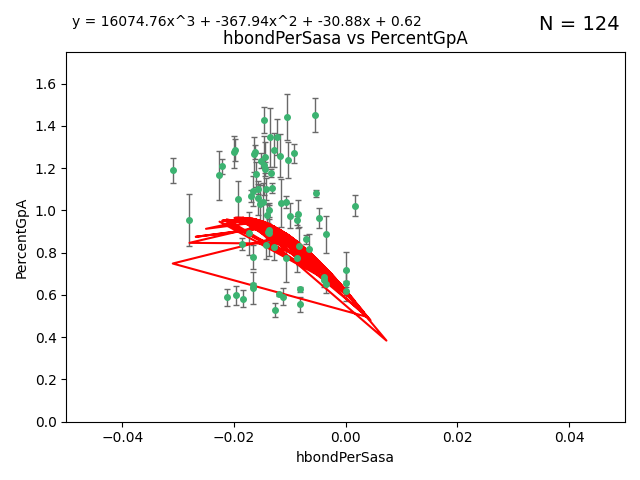 y = 16074.76x^3 + -367.94x^2 + -30.88x + 0.62
N = 124
hbondPerSasa vs PercentGpA
1.6
1.4
1.2
1.0
0.8
0.6
0.4
0.2
0.0
PercentGpA
−0.04
−0.02
0.00
0.02
0.04
hbondPerSasa